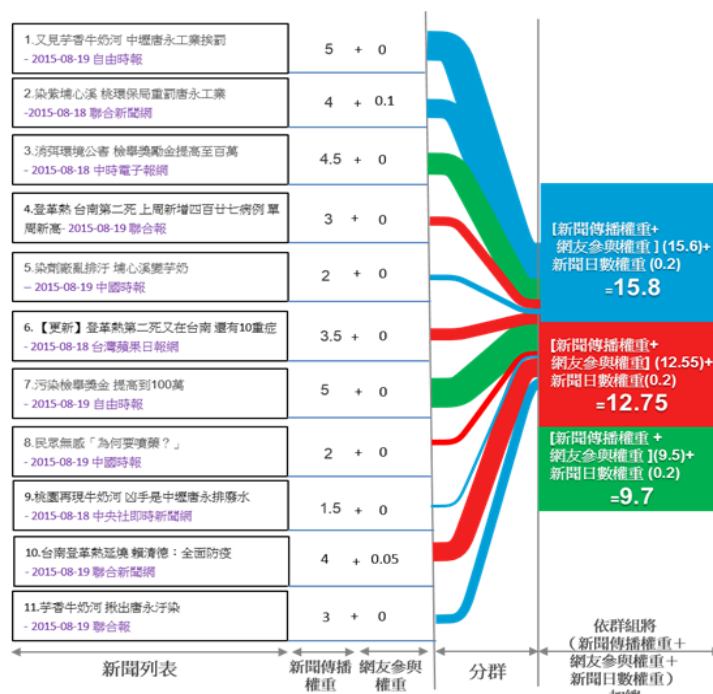 1.又見芋香牛奶河 中壢唐永工業挨罰
- 2015-08-19 自由時報
5 + 0
2.染紫埔心溪 桃環保局重罰唐永工業
-2015-08-18 聯合新聞網
4 + 0.1
3.消弭環境公害 檢舉獎勵金提高至百萬
- 2015-08-18 中時電子報網
4.5 + 0
4.登革熱 台南第二死 上周新增四百廿七病例 單
周新高- 2015-08-19 聯合報
3 + 0
5.染劑廠亂排汙 埔心溪變芋奶
– 2015-08-19 中國時報
2 + 0
6.【更新】登革熱第二死又在台南 還有10重症
- 2015-08-18 台灣蘋果日報網
3.5 + 0
7.污染檢舉獎金 提高到100萬
- 2015-08-19 自由時報
5 + 0
8.民眾無感「為何要噴藥？」
- 2015-08-19 中國時報
2 + 0
9.桃園再現牛奶河 凶手是中壢唐永排廢水
- 2015-08-18 中央社即時新聞網
1.5 + 0
10.台南登革熱延燒 賴清德：全面防疫
- 2015-08-19 聯合新聞網
4 + 0.05
11.芋香牛奶河 揪出唐永汙染
- 2015-08-19 聯合報
3 + 0
[新聞傳播權重+
網友參與權重 ] (15.6)+
新聞日數權重 (0.2)
=15.8
[新聞傳播權重+
網友參與權重] (12.55)+
新聞日數權重(0.2)
=12.75
[新聞傳播權重 +
網友參與權重 ](9.5)+
新聞日數權重 (0.2)
=9.7
新聞列表
新聞傳播
權重
網友參與
權重
分群
依群組將
（新聞傳播權重＋
網友參與權重＋
新聞日數權重）